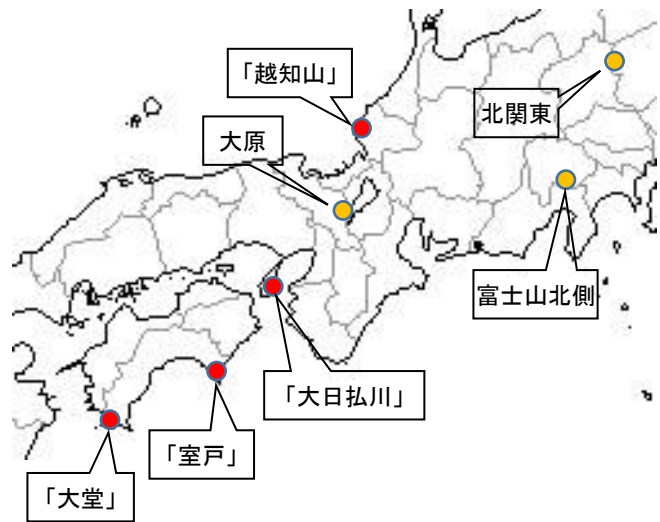 「越知山」
北関東
大原
富士山北側
「大日払川」
「室戸」
「大堂」